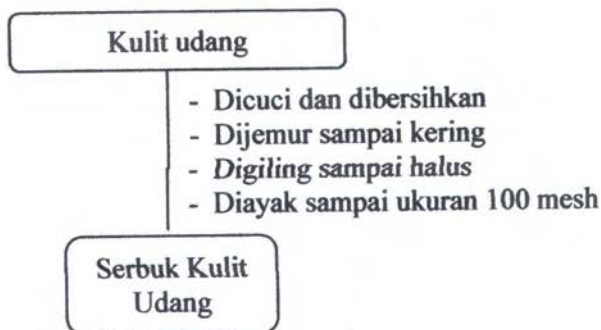 Kulit udang
- Dicuci dan dibersihkan
- Dijemur sampai kering
- Digiling sampai halus
- Diayak sampai ukuran 100 mesh
Serbuk Kulit
Udang